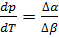 dp/dT = Δα/Δβ